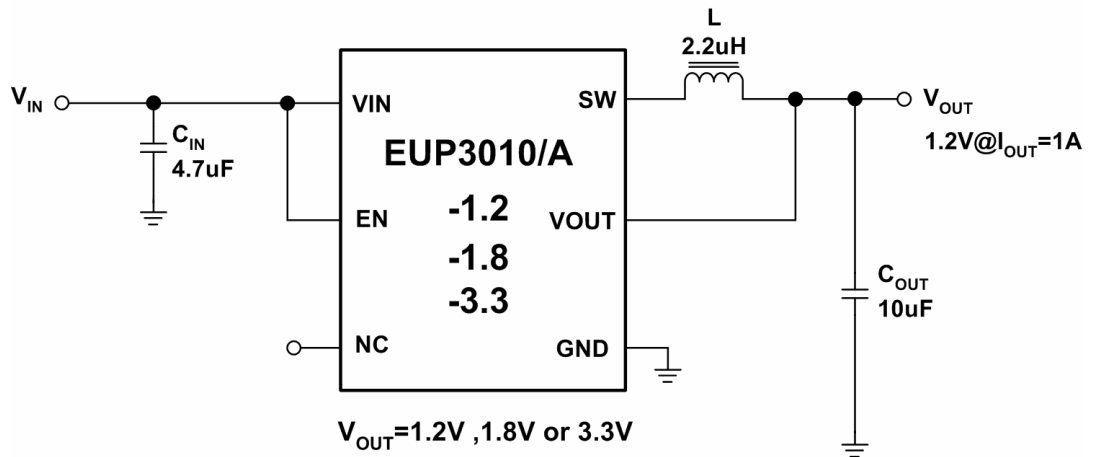 L
2.2uH
VIN
CIN
4.7uF
VIN
EN
NC
EUP3010/A
-1.2
-1.8
-3.3
SW
VOUT
GND
VOUT
1.2V@IOUT=1A
COUT
10uF
VOUT=1.2V ,1.8V or 3.3V